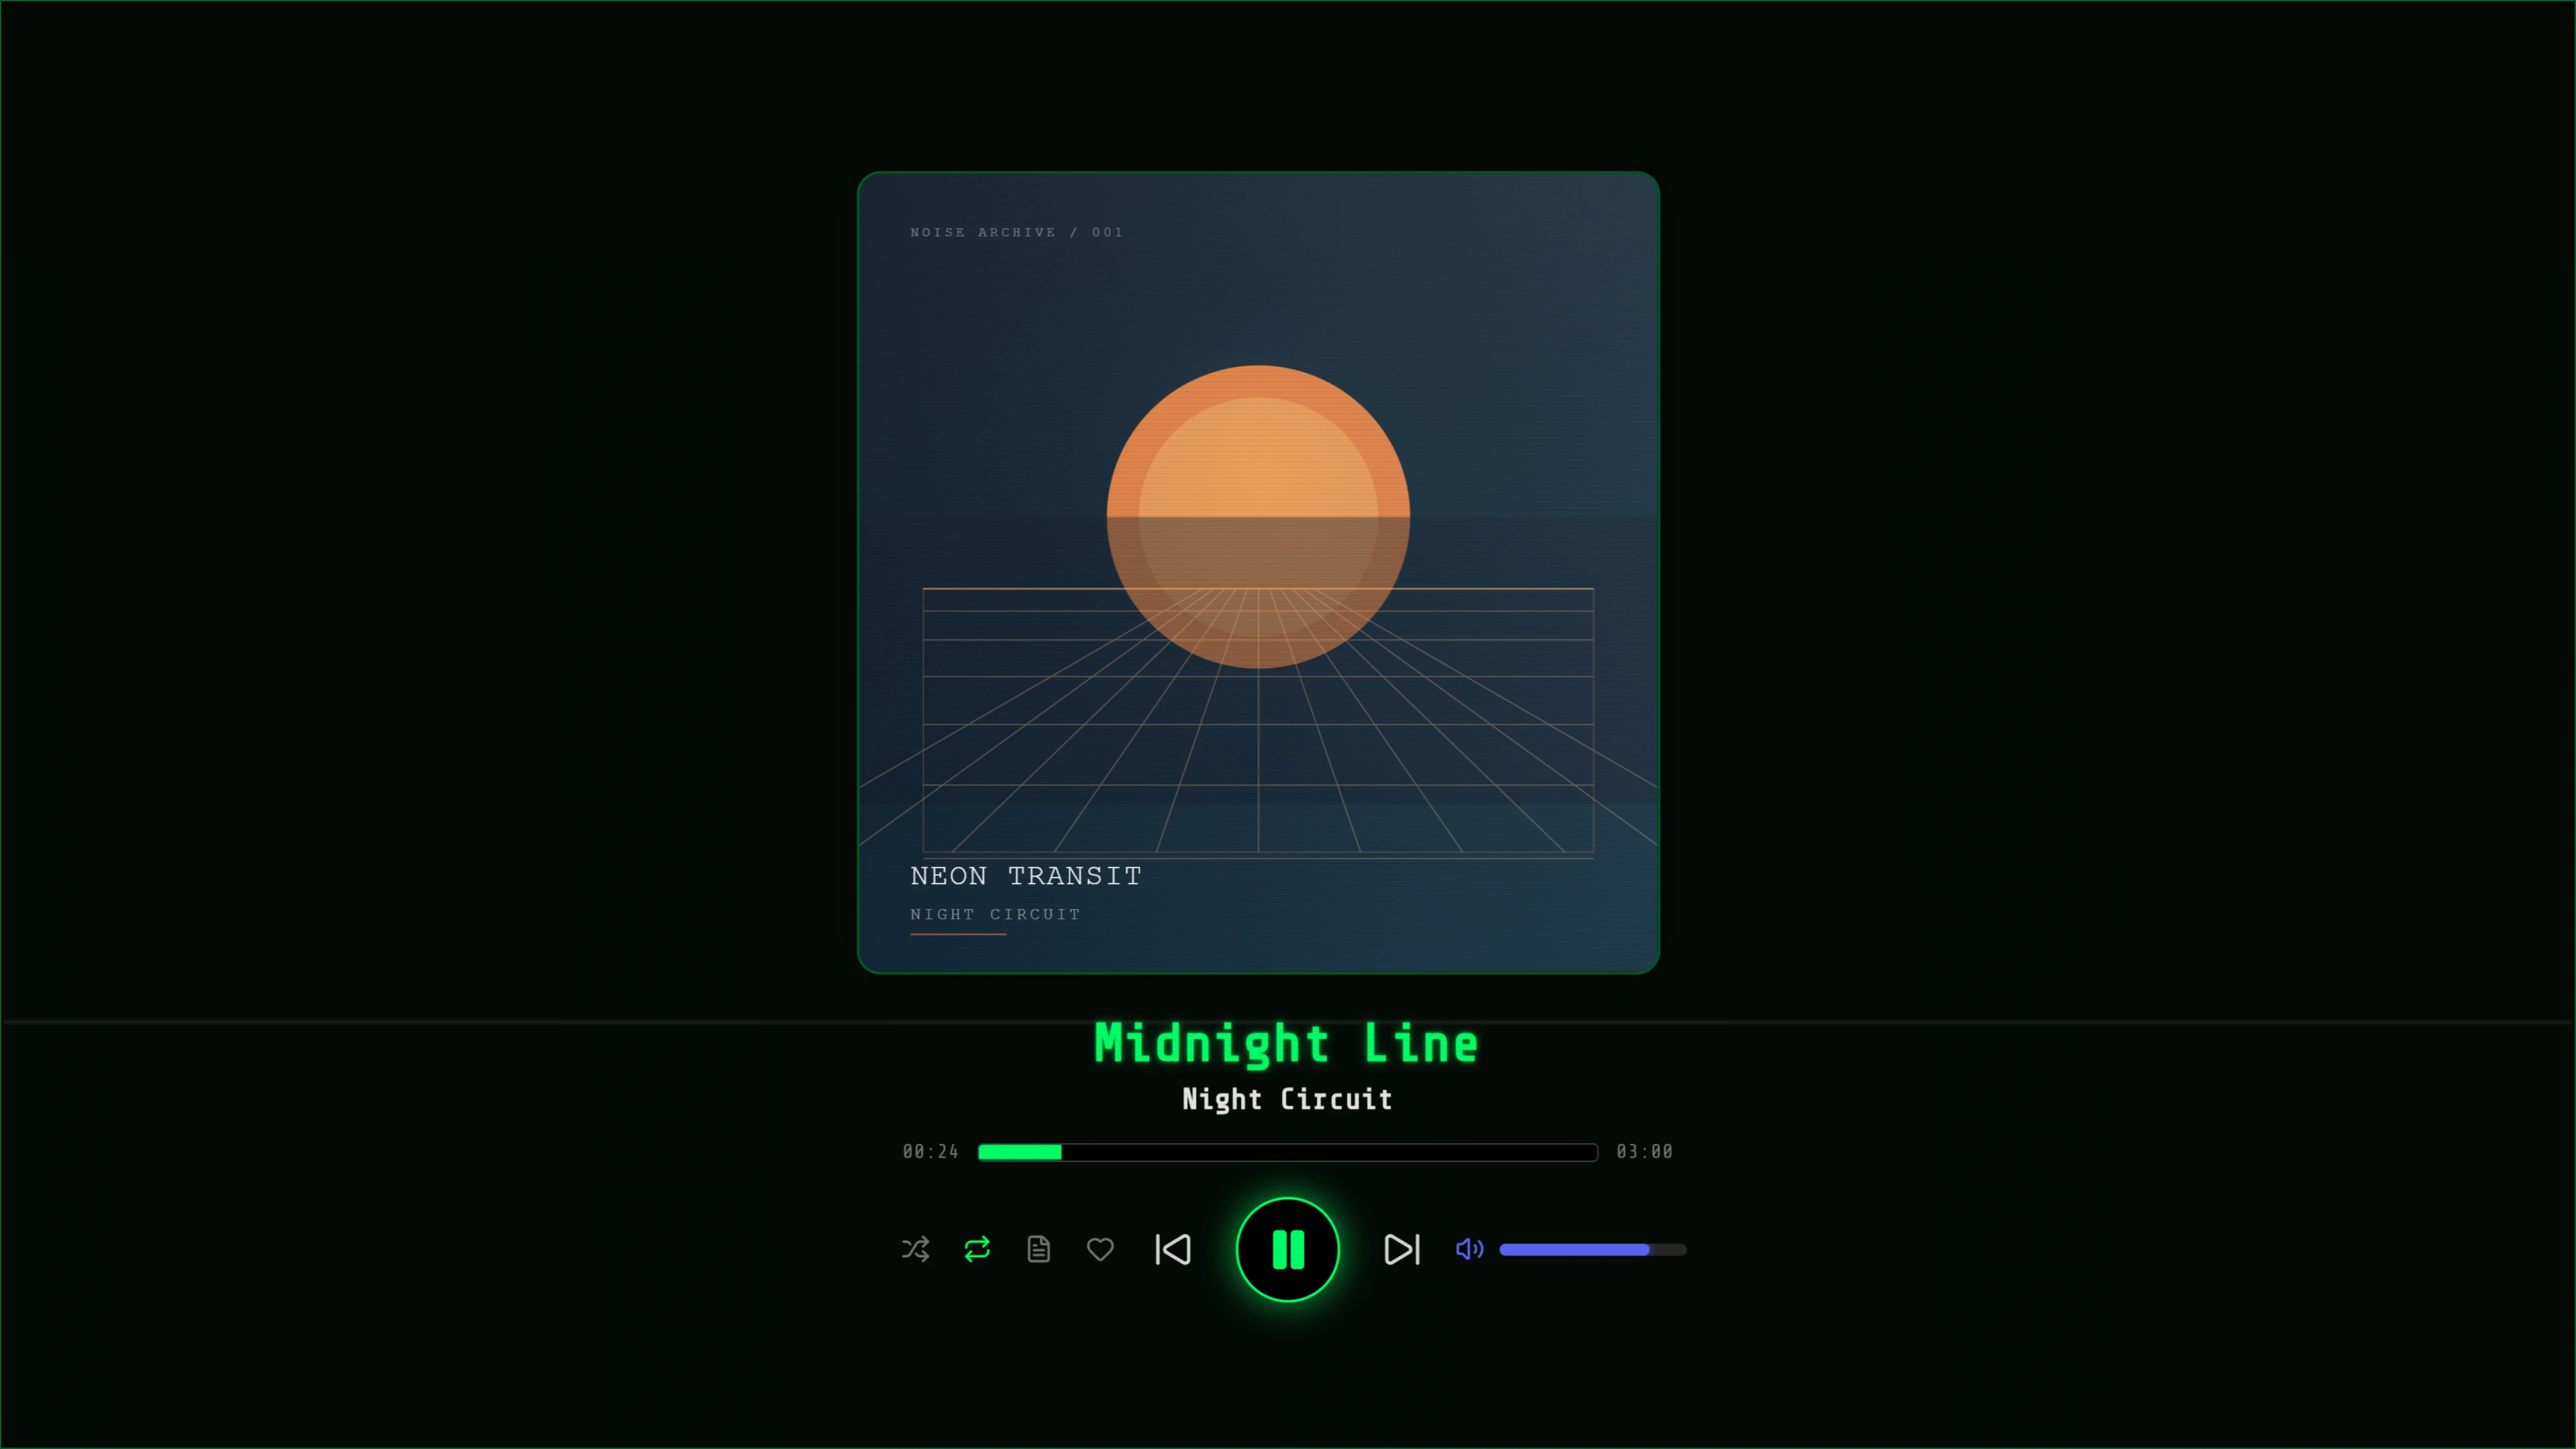 NOISE ARCHIVE / 001
NEON TRANSIT
NIGHT CIRCUIT
Midnight Line
Night Circuit
00:24 03:00